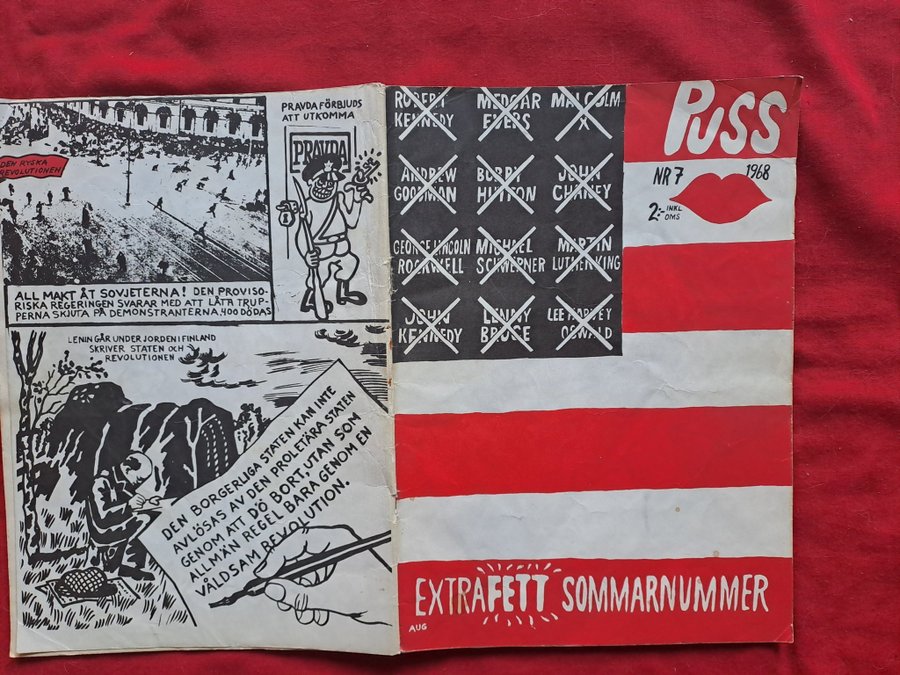 DEN RYSKA
REVOLUTIONEN
ALL MAKT ÅT SOVJETERNA! DEN PROVISO-
RISKA REGERINGEN SVARAR MED ATT LÅTA TRUP-
PERNA SKJUTA PÅ DEMONSTRANTERNA. 400 DÖDAS
PRAVDA FÖRBJUDS
ATT UTKOMMA
PRAVDA
LENIN GÅR UNDER JORDEN I FINLAND
SKRIVER STATEN OCH
REVOLUTIONEN
DEN BORGERLIGA STATEN KAN INTE
AVLÖSAS AV DEN PROLETÄRA STATEN
GENOM ATT DÖ BORT, UTAN SOM
ALLMÄN REGEL BARA GENOM EN
VÅLDSAM REVOLUTION.
ROBERT
KENNEDY
MEDGAR
EVERS
MALCOLM
X
ANDREW
GOODMAN
BOBBY
HUTTON
JOHN
CHANEY
GEORGE LINCOLN
ROCKWELL
MICHAEL
SCHWERNER
MARTIN
LUTHER KING
JOHN
KENNEDY
LENNY
BRUCE
LEE HARVEY
OSWALD
PUSS
NR 7 1968
2:- INKL
OMS
EXTRA FETT SOMMARNUMMER
AUG